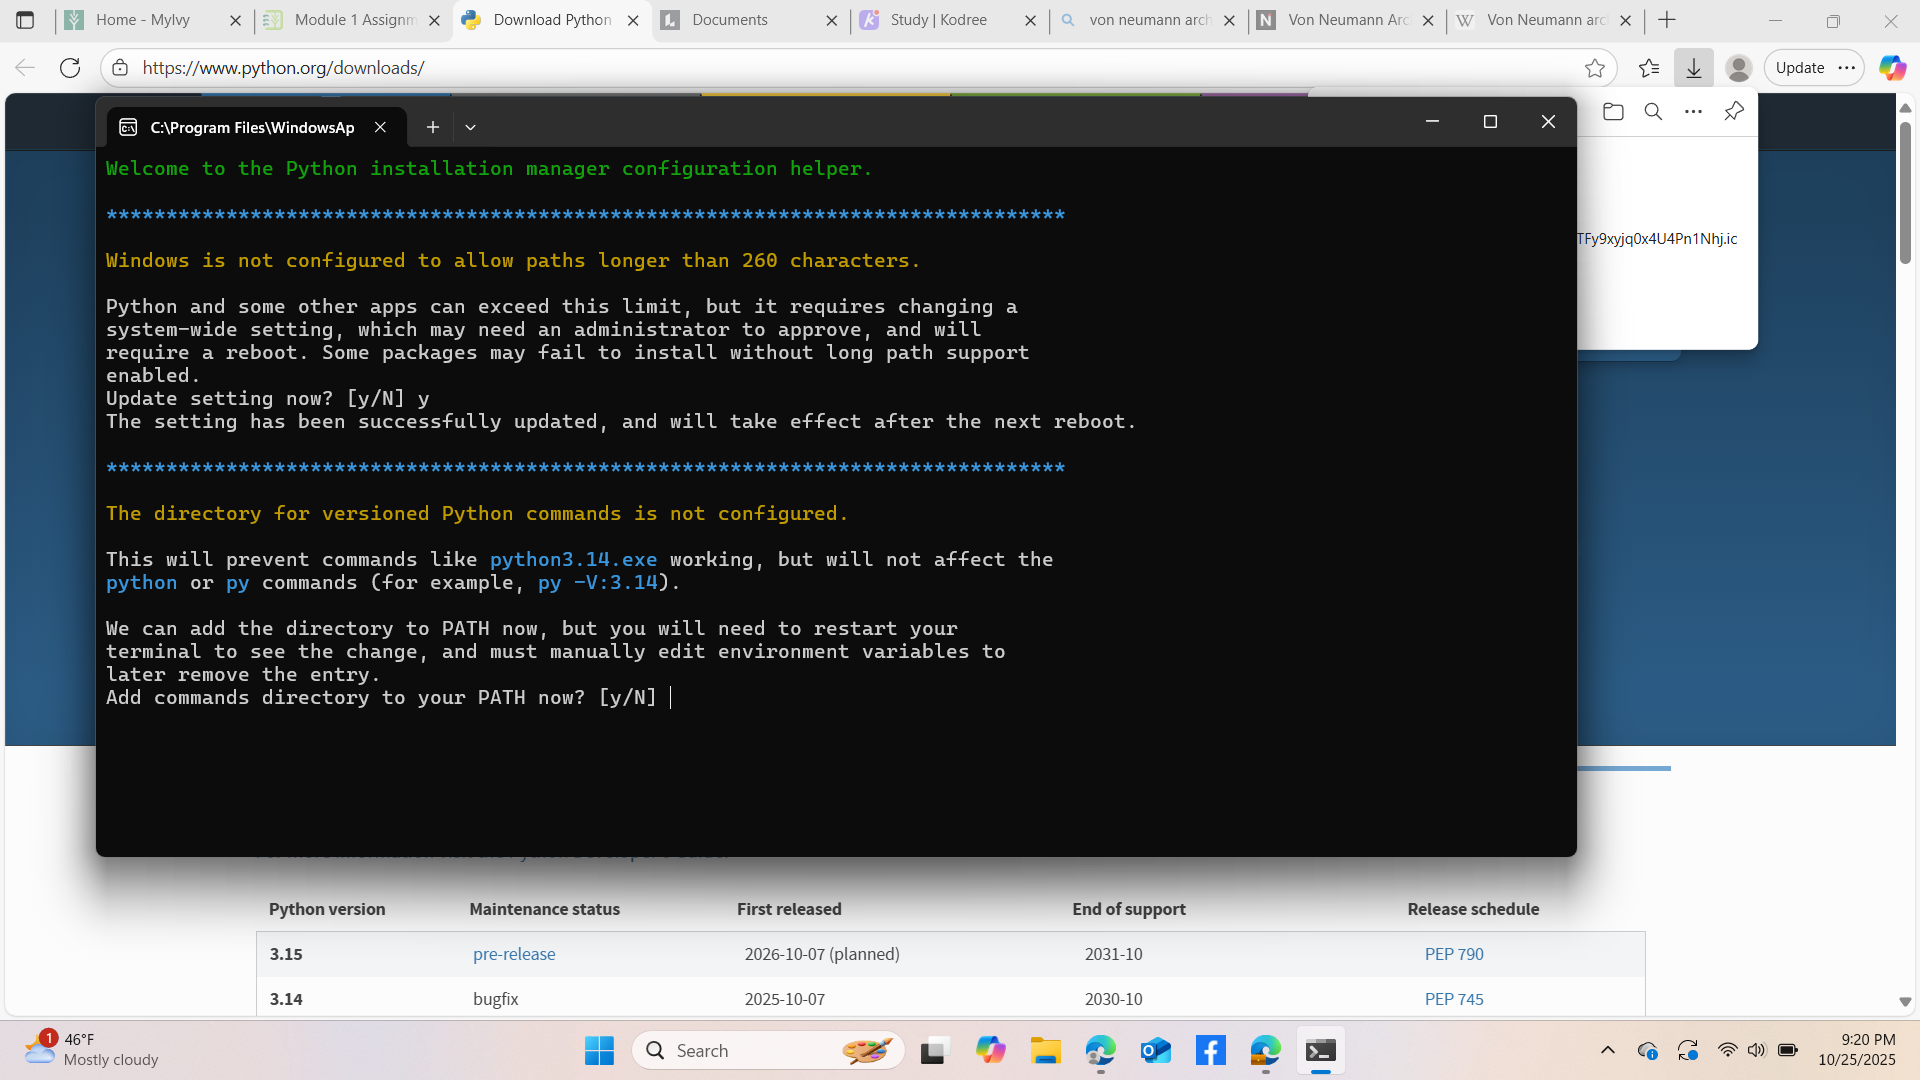 Home - MyIvy
Module 1 Assignm
Download Python
Documents
Study | Kodree
von neumann arch
Von Neumann Arc
Von Neumann arc
https://www.python.org/downloads/
Update
C:\Program Files\WindowsAp
Welcome to the Python installation manager configuration helper.
********************************************************************************
Windows is not configured to allow paths longer than 260 characters.
TFy9xyjq0x4U4Pn1Nhj.ic
Python and some other apps can exceed this limit, but it requires changing a
system-wide setting, which may need an administrator to approve, and will
require a reboot. Some packages may fail to install without long path support
enabled.
Update setting now? [y/N] y
The setting has been successfully updated, and will take effect after the next reboot.
********************************************************************************
The directory for versioned Python commands is not configured.
This will prevent commands like python3.14.exe working, but will not affect the
python or py commands (for example, py -V:3.14).
We can add the directory to PATH now, but you will need to restart your
terminal to see the change, and must manually edit environment variables to
later remove the entry.
Add commands directory to your PATH now? [y/N]
Python version Maintenance status First released End of support Release schedule
3.15 pre-release 2026-10-07 (planned) 2031-10 PEP 790
3.14 bugfix 2025-10-07 2030-10 PEP 745
1
46°F
Mostly cloudy
Search
9:20 PM
10/25/2025